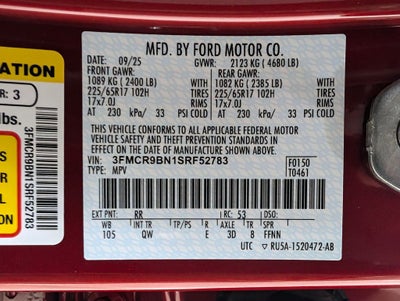 MFD. BY FORD MOTOR CO.
DATE: 09/25 GVWR: 2123 KG ( 4680 LB)
FRONT GAWR: REAR GAWR:
1089 KG ( 2400 LB) 1082 KG ( 2385 LB)
225/65R17 102H TIRES 225/65R17 102H TIRES
17x7.0J RIMS 17x7.0J RIMS
AT 230 kPa/ 33 PSI COLD AT 230 kPa/ 33 PSI COLD
THIS VEHICLE CONFORMS TO ALL APPLICABLE FEDERAL MOTOR
VEHICLE SAFETY AND THEFT PREVENTION STANDARDS IN
EFFECT ON THE DATE OF MANUFACTURE SHOWN ABOVE.
VIN: 3FMCR9BN1SRF52783 F0150
TYPE: MPV T0461
EXT PNT: RR RC: 53 DSO:
WB INT TR TP/PS R AXLE TR SPR
105 QW E 3D 8 FFNN
UTC RU5A-1520472-AB
ATION
R: 3
lbs.
3FMCR9BN1SRF52783